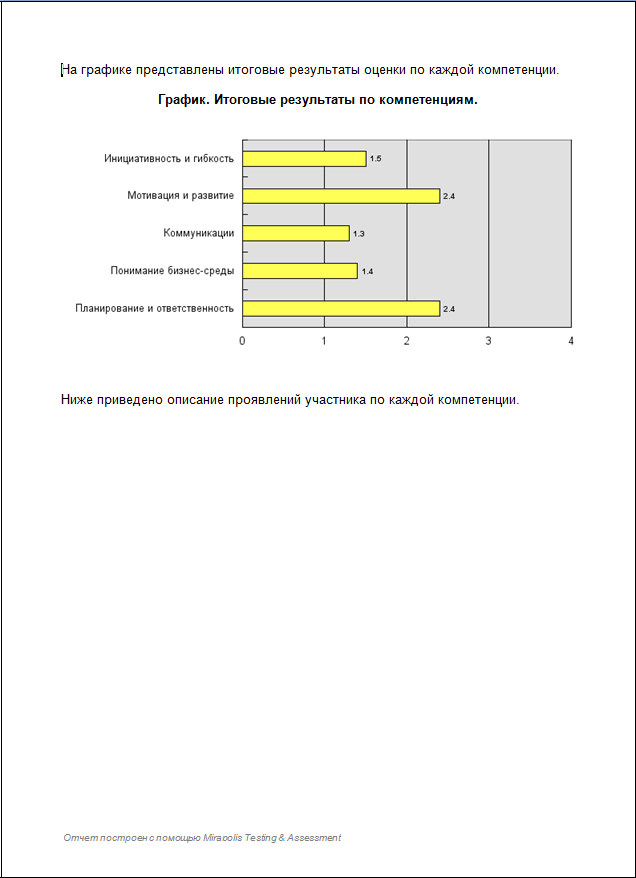 На графике представлены итоговые результаты оценки по каждой компетенции.
График. Итоговые результаты по компетенциям.
Инициативность и гибкость 1.5
Мотивация и развитие 2.4
Коммуникации 1.3
Понимание бизнес-среды 1.4
Планирование и ответственность 2.4
0 1 2 3 4
Ниже приведено описание проявлений участника по каждой компетенции.
Отчет построен с помощью Mirapolis Testing & Assessment